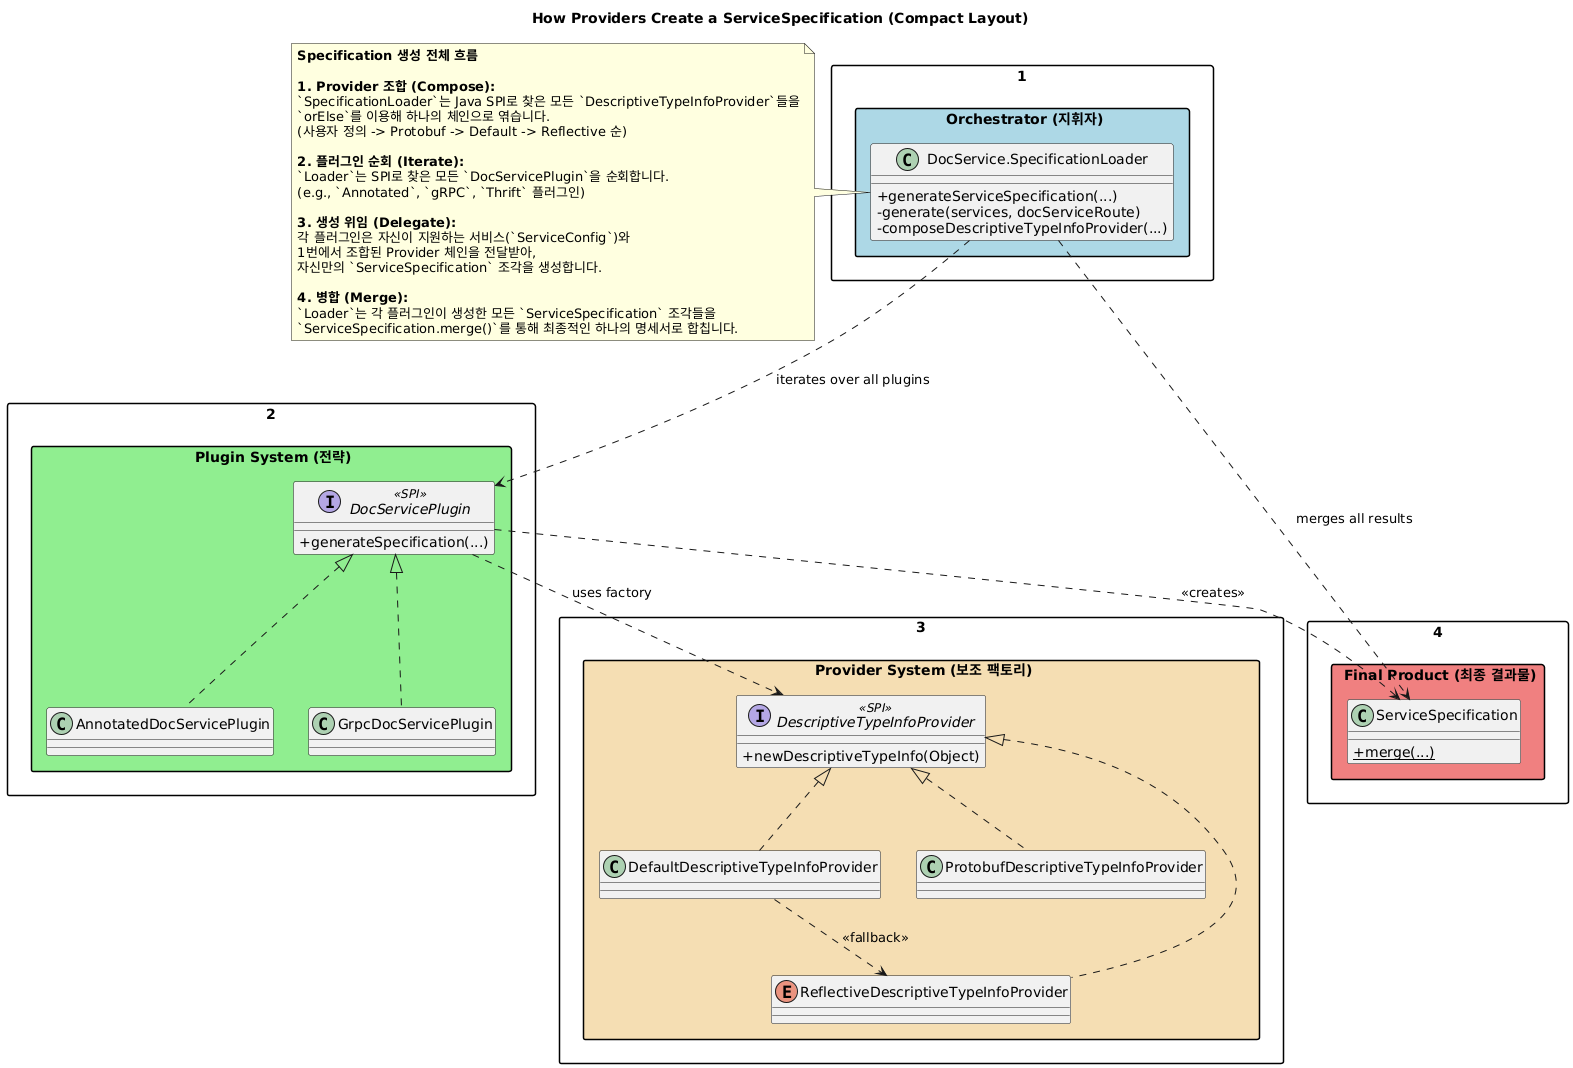 How Providers Create a ServiceSpecification (Compact Layout)
Specification 생성 전체 흐름
1. Provider 조합 (Compose):
`SpecificationLoader`는 Java SPI로 찾은 모든 `DescriptiveTypeInfoProvider`들을
`orElse`를 이용해 하나의 체인으로 엮습니다.
(사용자 정의 -> Protobuf -> Default -> Reflective 순)
2. 플러그인 순회 (Iterate):
`Loader`는 SPI로 찾은 모든 `DocServicePlugin`을 순회합니다.
(e.g., `Annotated`, `gRPC`, `Thrift` 플러그인)
3. 생성 위임 (Delegate):
각 플러그인은 자신이 지원하는 서비스(`ServiceConfig`)와
1번에서 조합된 Provider 체인을 전달받아,
자신만의 `ServiceSpecification` 조각을 생성합니다.
4. 병합 (Merge):
`Loader`는 각 플러그인이 생성한 모든 `ServiceSpecification` 조각들을
`ServiceSpecification.merge()`를 통해 최종적인 하나의 명세서로 합칩니다.
1
Orchestrator (지휘자)
C DocService.SpecificationLoader
+generateServiceSpecification(...)
-generate(services, docServiceRoute)
-composeDescriptiveTypeInfoProvider(...)
iterates over all plugins
merges all results
2
Plugin System (전략)
«SPI»
I DocServicePlugin
+generateSpecification(...)
C AnnotatedDocServicePlugin
C GrpcDocServicePlugin
uses factory
«creates»
3
Provider System (보조 팩토리)
«SPI»
I DescriptiveTypeInfoProvider
+newDescriptiveTypeInfo(Object)
C DefaultDescriptiveTypeInfoProvider
C ProtobufDescriptiveTypeInfoProvider
«fallback»
E ReflectiveDescriptiveTypeInfoProvider
4
Final Product (최종 결과물)
C ServiceSpecification
+merge(...)